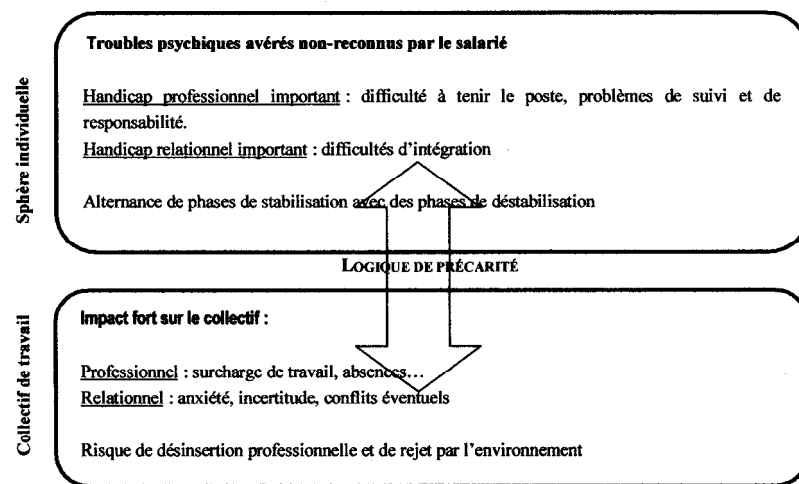 Sphère individuelle
Troubles psychiques avérés non-reconnus par le salarié
Handicap professionnel important : difficulté à tenir le poste, problèmes de suivi et de
responsabilité.
Handicap relationnel important : difficultés d'intégration
Alternance de phases de stabilisation avec des phases de déstabilisation
LOGIQUE DE PRÉCARITÉ
Collectif de travail
Impact fort sur le collectif :
Professionnel : surcharge de travail, absences…
Relationnel : anxiété, incertitude, conflits éventuels
Risque de désinsertion professionnelle et de rejet par l'environnement